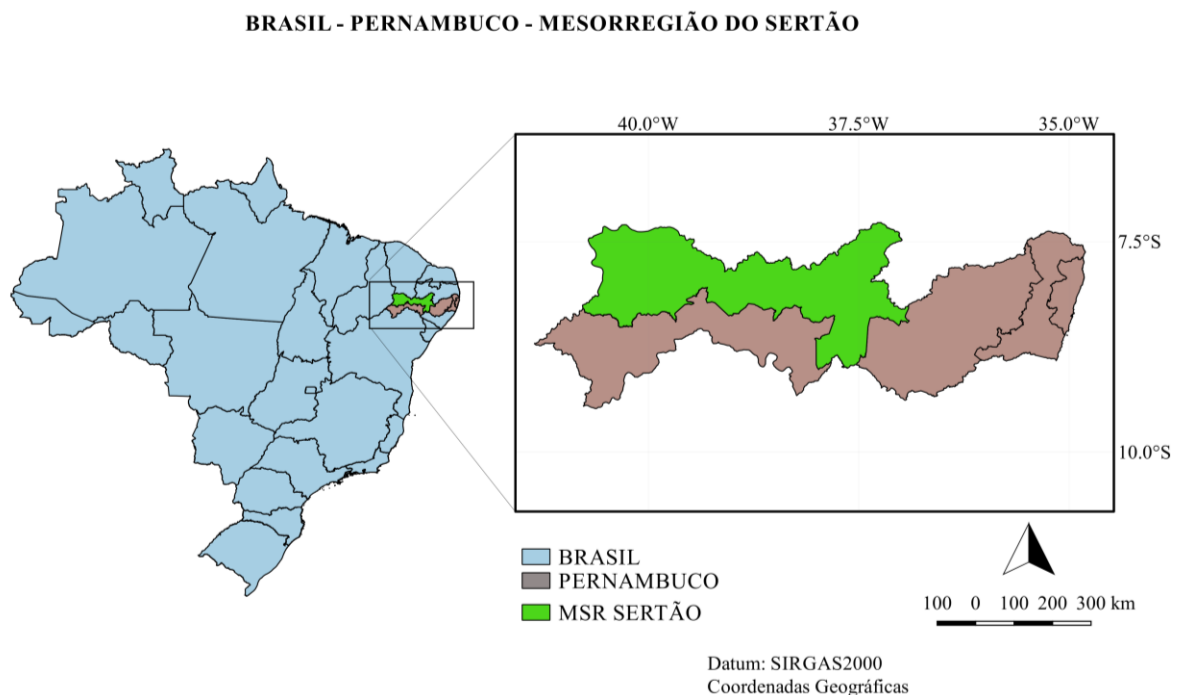 BRASIL - PERNAMBUCO - MESORREGIÃO DO SERTÃO
40.0°W 37.5°W 35.0°W
7.5°S
10.0°S
BRASIL
PERNAMBUCO
MSR SERTÃO
100 0 100 200 300 km
Datum: SIRGAS2000
Coordenadas Geográficas